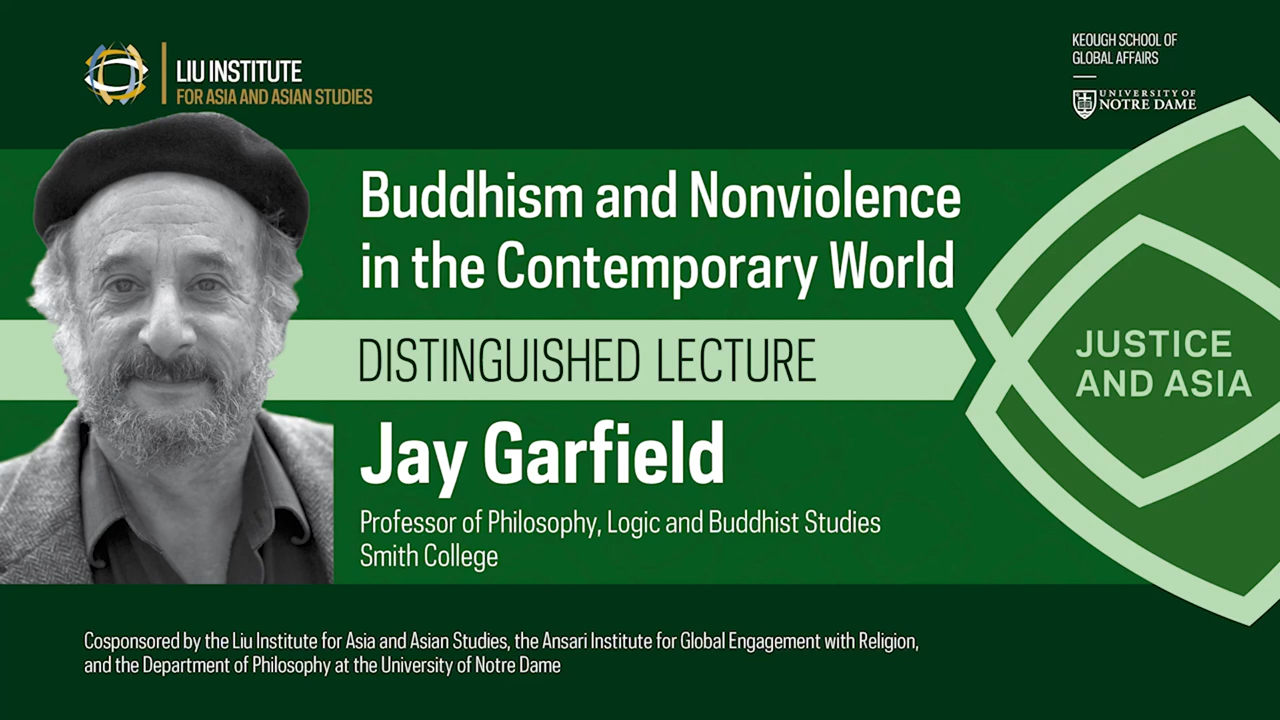 LIU INSTITUTE
FOR ASIA AND ASIAN STUDIES
KEOUGH SCHOOL OF
GLOBAL AFFAIRS
UNIVERSITY OF
NOTRE DAME
Buddhism and Nonviolence
in the Contemporary World
DISTINGUISHED LECTURE
JUSTICE
AND ASIA
Jay Garfield
Professor of Philosophy, Logic and Buddhist Studies
Smith College
Cosponsored by the Liu Institute for Asia and Asian Studies, the Ansari Institute for Global Engagement with Religion,
and the Department of Philosophy at the University of Notre Dame